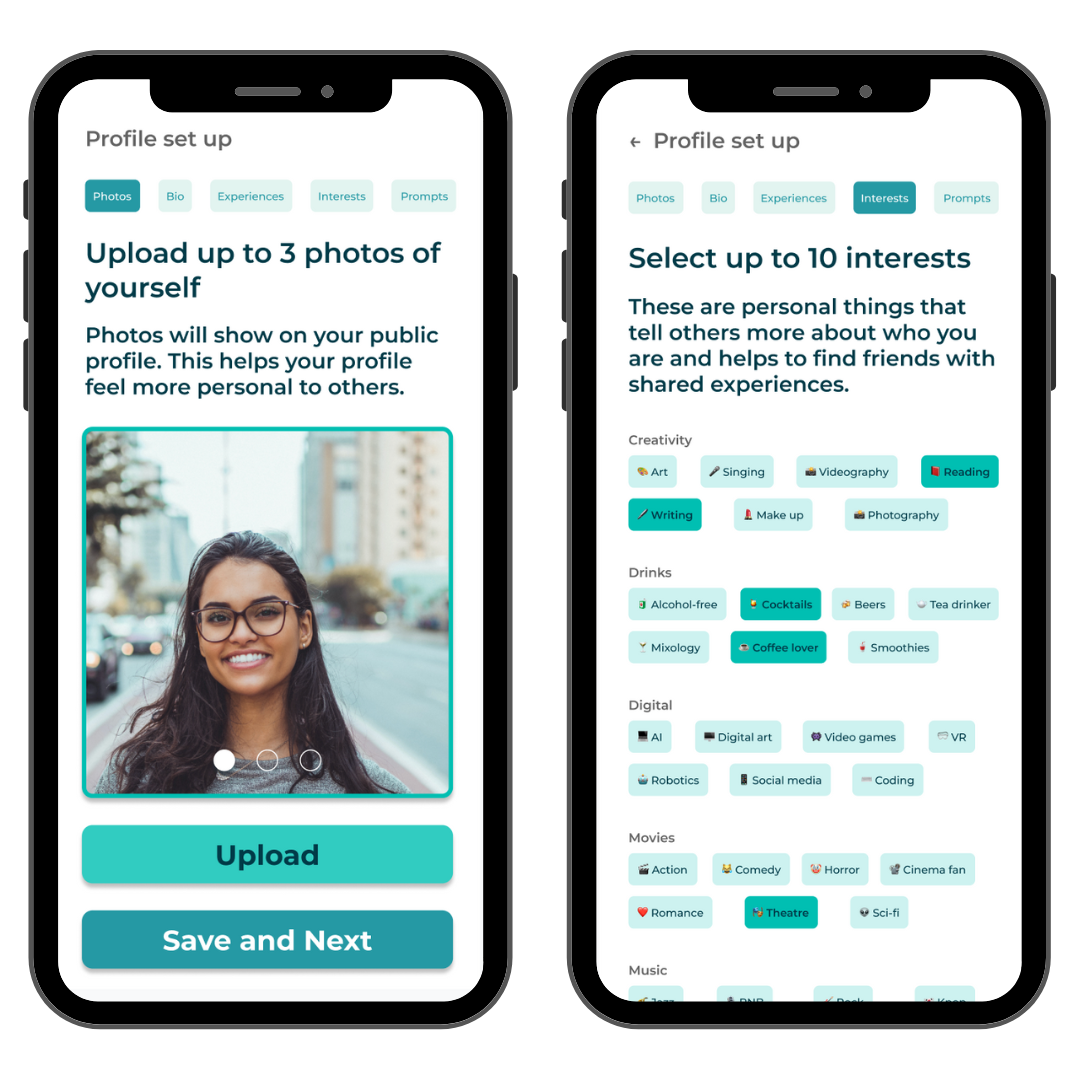 Profile set up
Photos Bio Experiences Interests Prompts
Upload up to 3 photos of
yourself
Photos will show on your public
profile. This helps your profile
feel more personal to others.
Upload
Save and Next
← Profile set up
Photos Bio Experiences Interests Prompts
Select up to 10 interests
These are personal things that
tell others more about who you
are and helps to find friends with
shared experiences.
Creativity
Art Singing Videography Reading
Writing Make up Photography
Drinks
Alcohol-free Cocktails Beers Tea drinker
Mixology Coffee lover Smoothies
Digital
AI Digital art Video games VR
Robotics Social media Coding
Movies
Action Comedy Horror Cinema fan
Romance Theatre Sci-fi
Music
Jazz RNB Rock Kpop